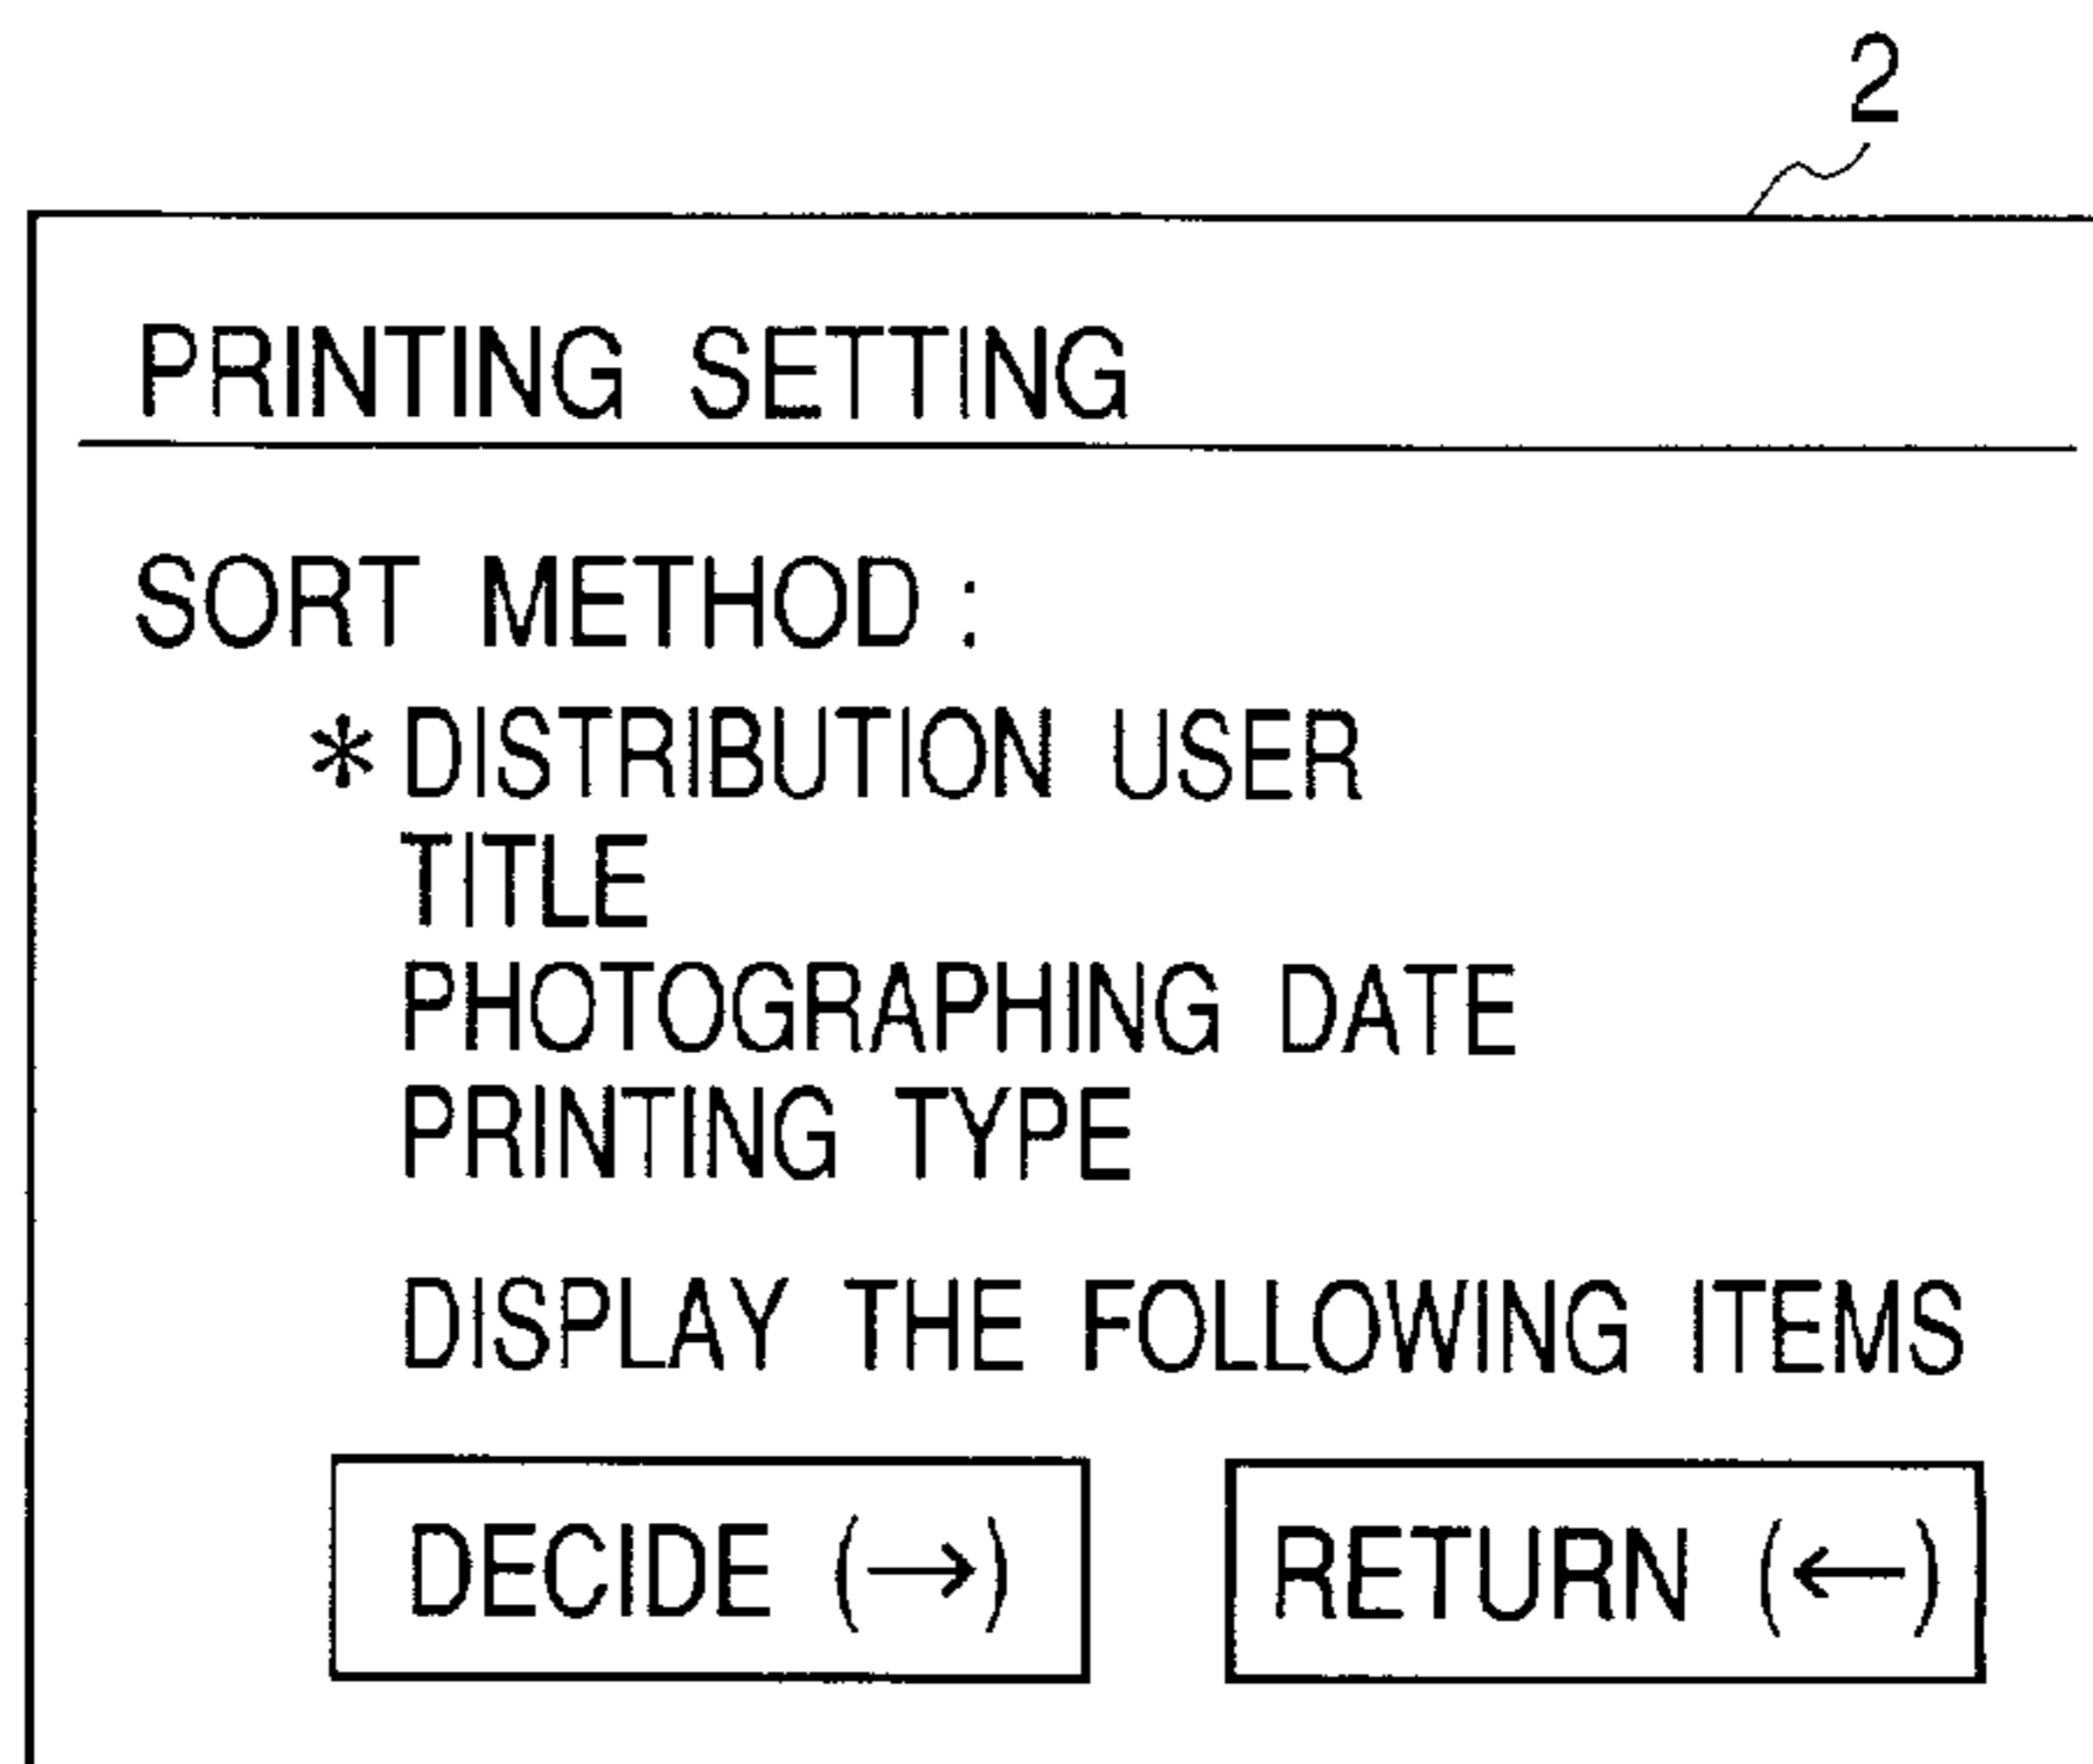 2
PRINTING SETTING
SORT METHOD :
* DISTRIBUTION USER
TITLE
PHOTOGRAPHING DATE
PRINTING TYPE
DISPLAY THE FOLLOWING ITEMS
DECIDE (→) RETURN (←)